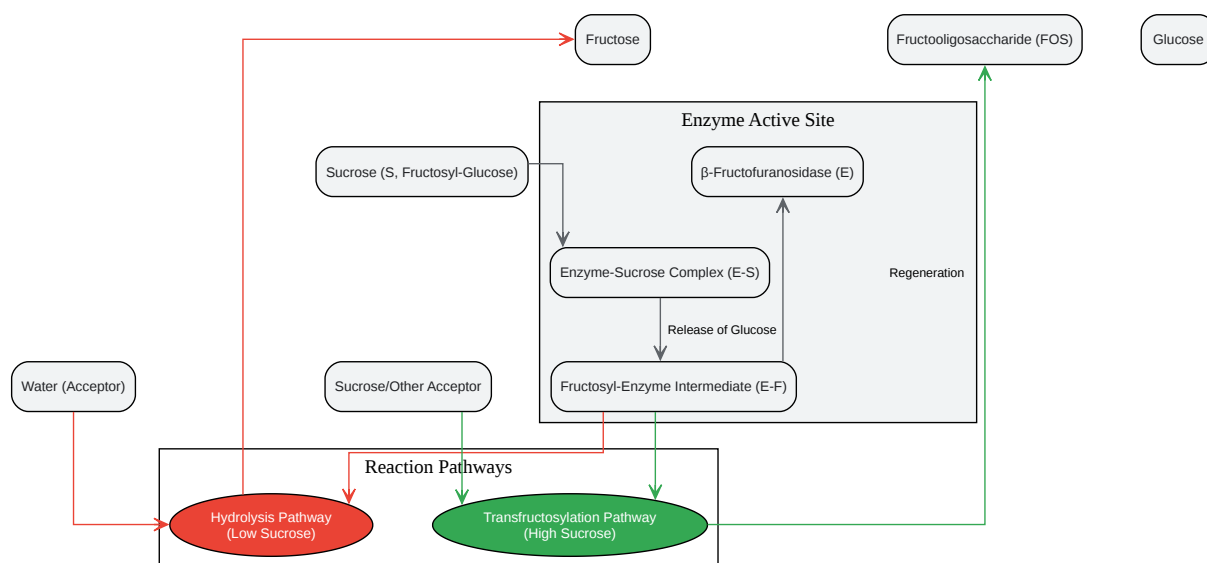 Fructose
Fructooligosaccharide (FOS)
Glucose
Enzyme Active Site
Sucrose (S, Fructosyl-Glucose)
β-Fructofuranosidase (E)
Enzyme-Sucrose Complex (E-S)
Regeneration
Release of Glucose
Water (Acceptor)
Sucrose/Other Acceptor
Fructosyl-Enzyme Intermediate (E-F)
Reaction Pathways
Hydrolysis Pathway
(Low Sucrose)
Transfructosylation Pathway
(High Sucrose)